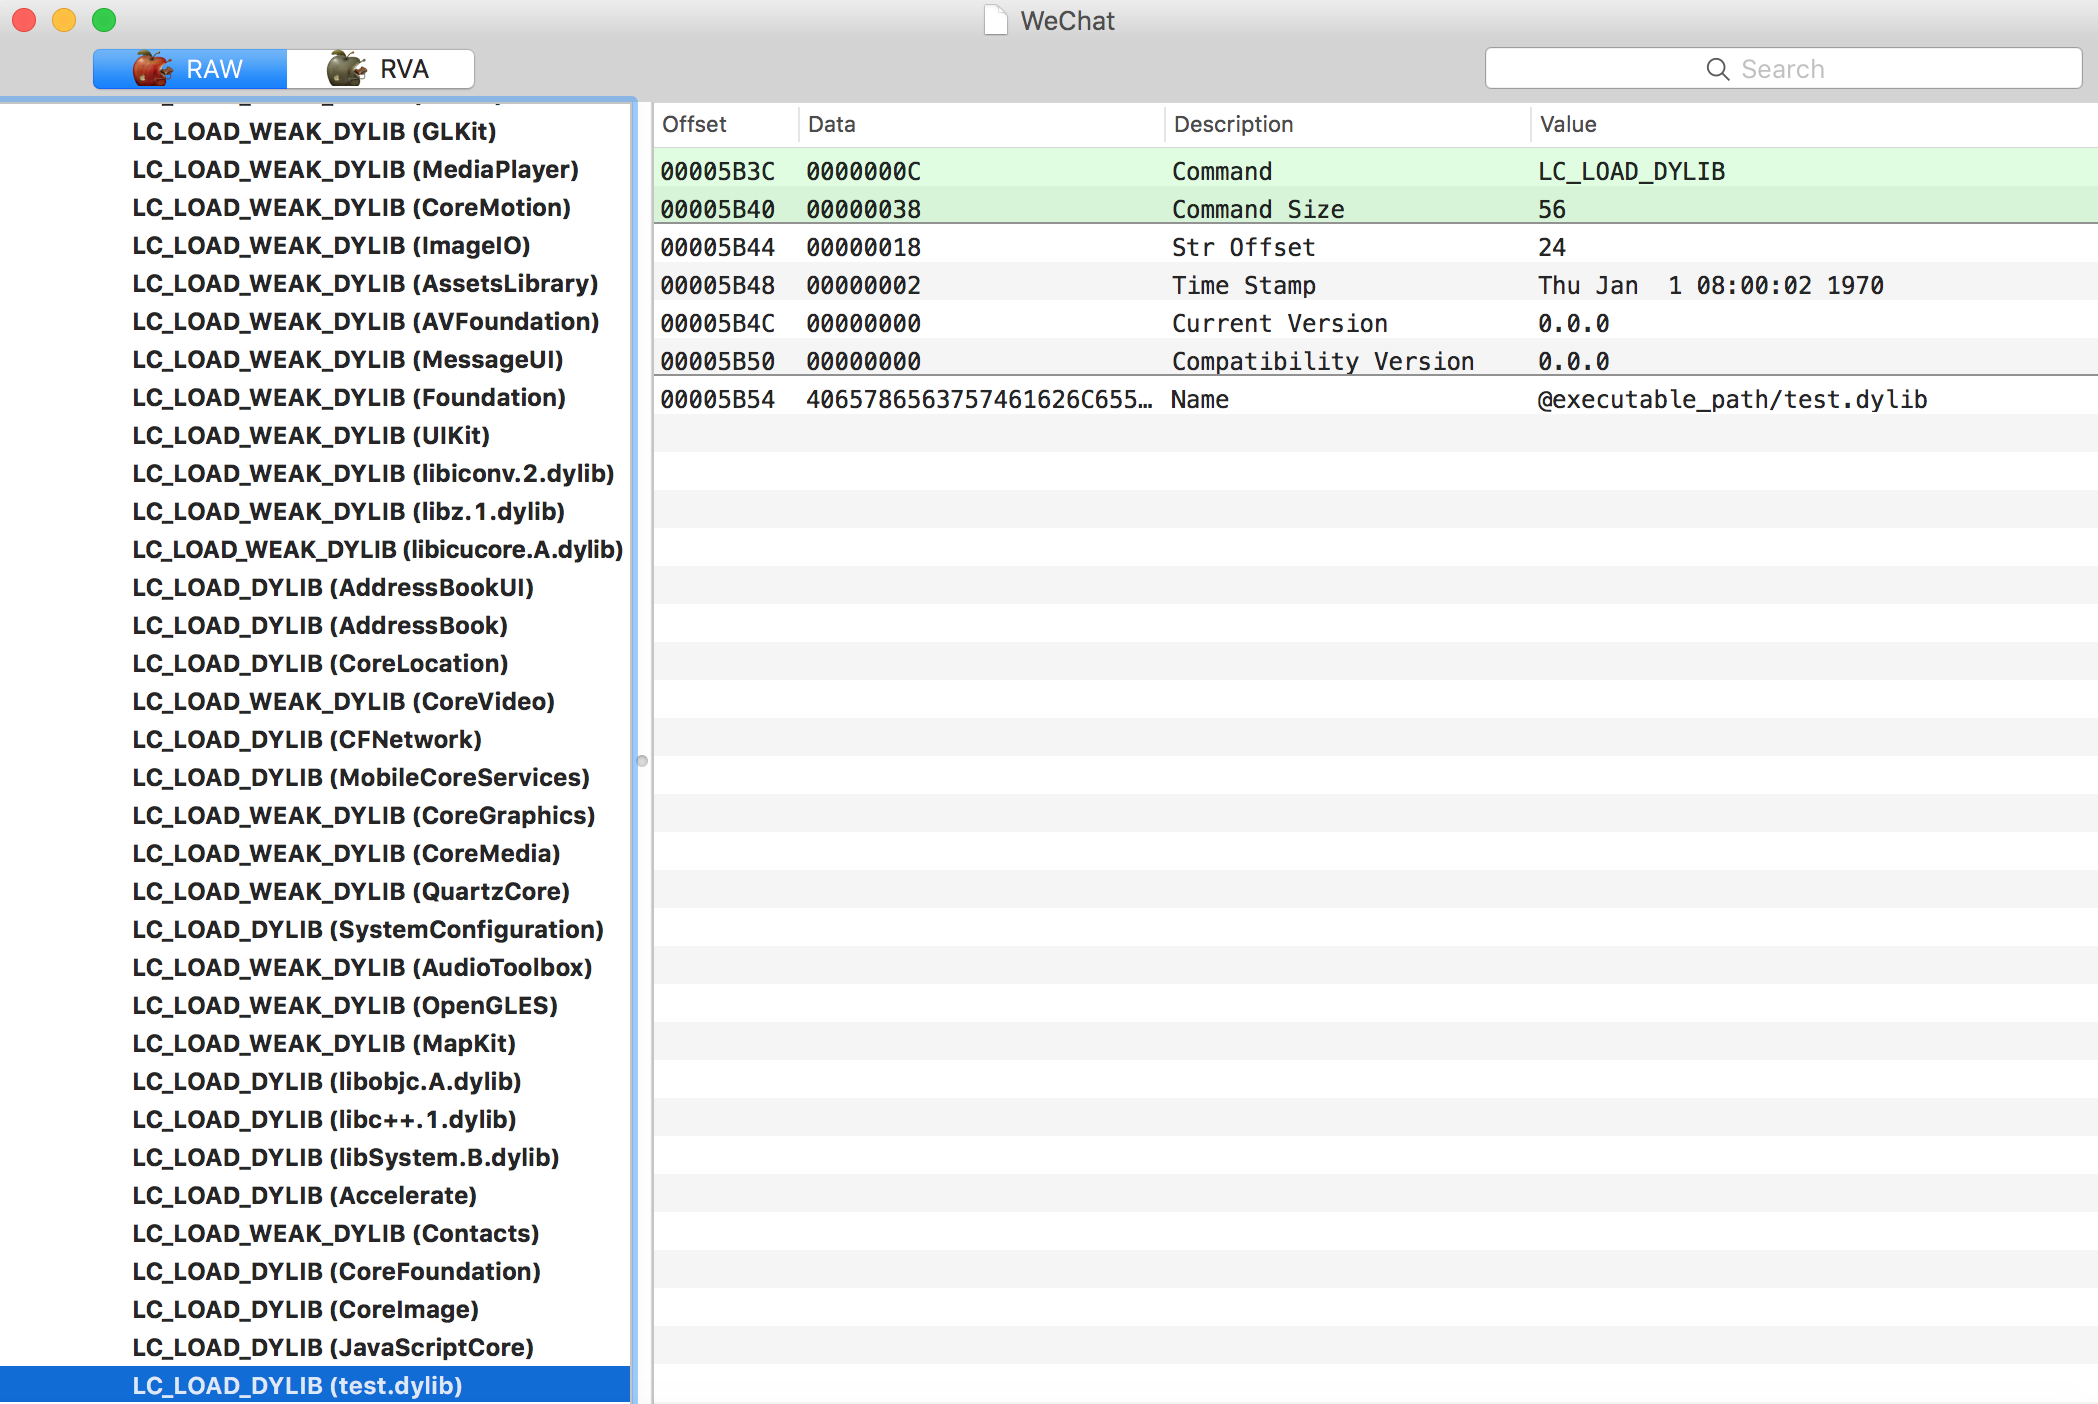 WeChat
RAW
RVA
Search
LC_LOAD_WEAK_DYLIB (GLKit)
LC_LOAD_WEAK_DYLIB (MediaPlayer)
LC_LOAD_WEAK_DYLIB (CoreMotion)
LC_LOAD_WEAK_DYLIB (ImageIO)
LC_LOAD_WEAK_DYLIB (AssetsLibrary)
LC_LOAD_WEAK_DYLIB (AVFoundation)
LC_LOAD_WEAK_DYLIB (MessageUI)
LC_LOAD_WEAK_DYLIB (Foundation)
LC_LOAD_WEAK_DYLIB (UIKit)
LC_LOAD_WEAK_DYLIB (libiconv.2.dylib)
LC_LOAD_WEAK_DYLIB (libz.1.dylib)
LC_LOAD_WEAK_DYLIB (libicucore.A.dylib)
LC_LOAD_DYLIB (AddressBookUI)
LC_LOAD_DYLIB (AddressBook)
LC_LOAD_DYLIB (CoreLocation)
LC_LOAD_WEAK_DYLIB (CoreVideo)
LC_LOAD_DYLIB (CFNetwork)
LC_LOAD_DYLIB (MobileCoreServices)
LC_LOAD_WEAK_DYLIB (CoreGraphics)
LC_LOAD_WEAK_DYLIB (CoreMedia)
LC_LOAD_WEAK_DYLIB (QuartzCore)
LC_LOAD_DYLIB (SystemConfiguration)
LC_LOAD_WEAK_DYLIB (AudioToolbox)
LC_LOAD_WEAK_DYLIB (OpenGLES)
LC_LOAD_WEAK_DYLIB (MapKit)
LC_LOAD_DYLIB (libobjc.A.dylib)
LC_LOAD_DYLIB (libc++.1.dylib)
LC_LOAD_DYLIB (libSystem.B.dylib)
LC_LOAD_DYLIB (Accelerate)
LC_LOAD_WEAK_DYLIB (Contacts)
LC_LOAD_DYLIB (CoreFoundation)
LC_LOAD_DYLIB (CoreImage)
LC_LOAD_DYLIB (JavaScriptCore)
LC_LOAD_DYLIB (test.dylib)
Offset Data Description Value
00005B3C 0000000C Command LC_LOAD_DYLIB
00005B40 00000038 Command Size 56
00005B44 00000018 Str Offset 24
00005B48 00000002 Time Stamp Thu Jan  1 08:00:02 1970
00005B4C 00000000 Current Version 0.0.0
00005B50 00000000 Compatibility Version 0.0.0
00005B54 4065786563757461626C655… Name @executable_path/test.dylib